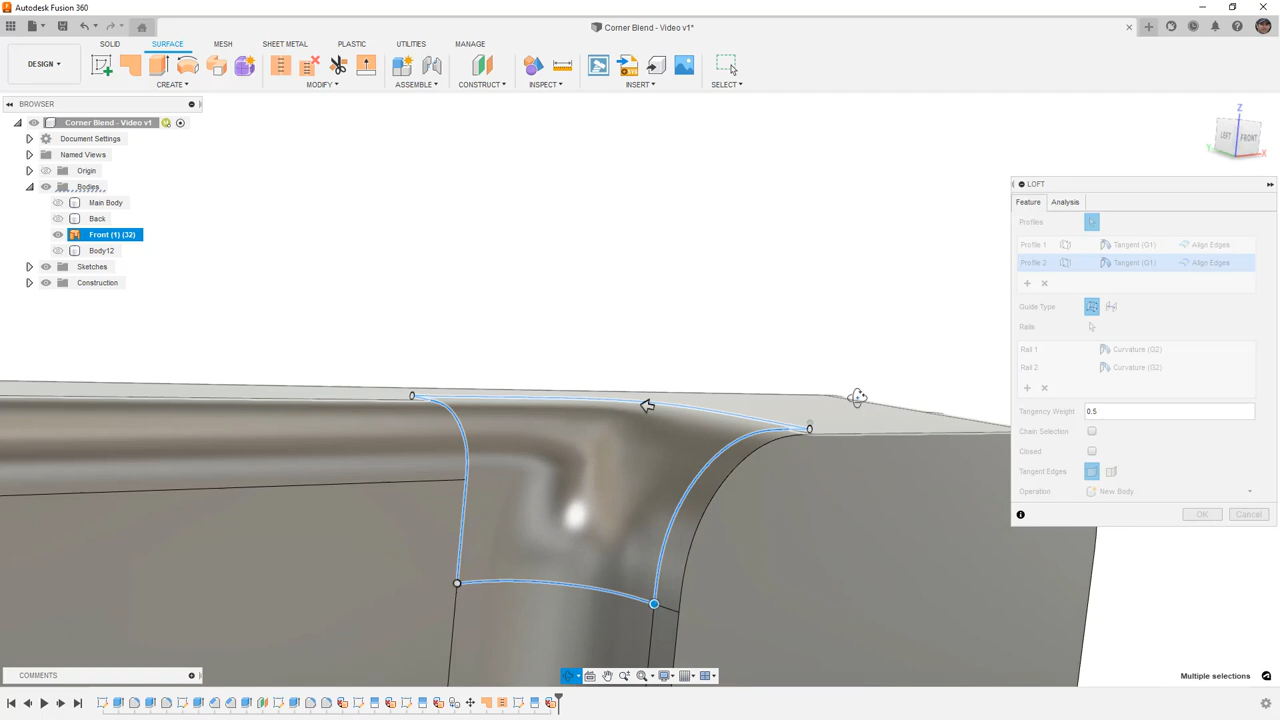 Autodesk Fusion 360
Corner Blend - Video v1*
SOLID SURFACE MESH SHEET METAL PLASTIC UTILITIES MANAGE
DESIGN
CREATE MODIFY ASSEMBLE CONSTRUCT INSPECT INSERT SELECT
BROWSER
Corner Blend - Video v1
Document Settings
Named Views
Origin
Bodies
Main Body
Back
Front (1) (32)
Body12
Sketches
Construction
Z
LEFT FRONT
Y X
LOFT
Feature Analysis
Profiles
Profile 1 Tangent (G1) Align Edges
Profile 2 Tangent (G1) Align Edges
Guide Type
Rails
Rail 1 Curvature (G2)
Rail 2 Curvature (G2)
Tangency Weight 0.5
Chain Selection
Closed
Tangent Edges
Operation New Body
OK Cancel
COMMENTS
Multiple selections